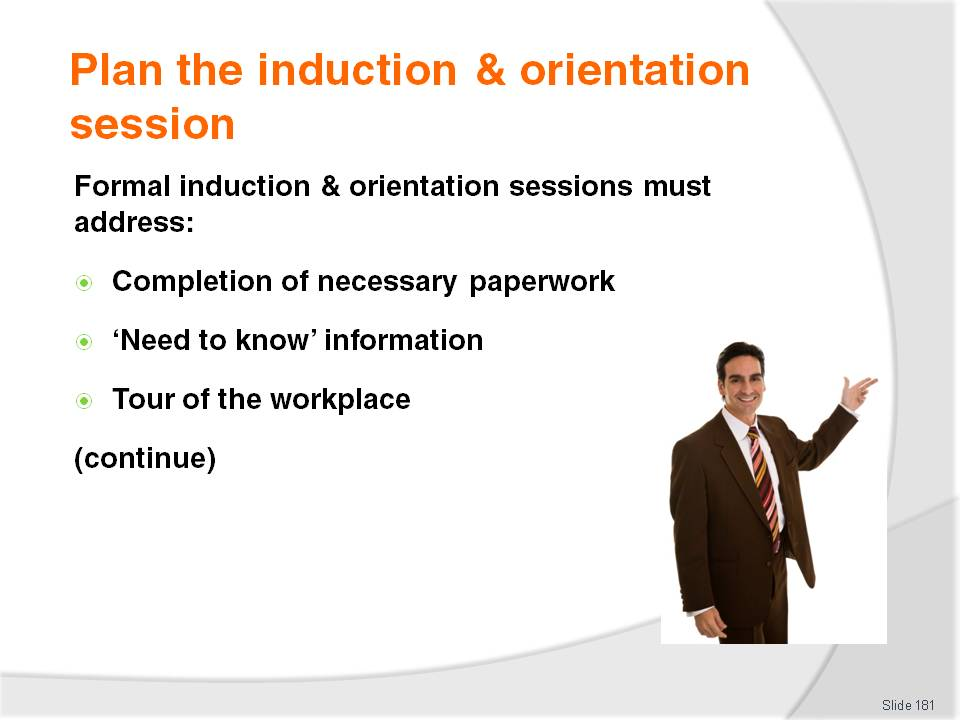 Plan the induction & orientation
session
Formal induction & orientation sessions must
address:
Completion of necessary paperwork
‘Need to know’ information
Tour of the workplace
(continue)
Slide 181